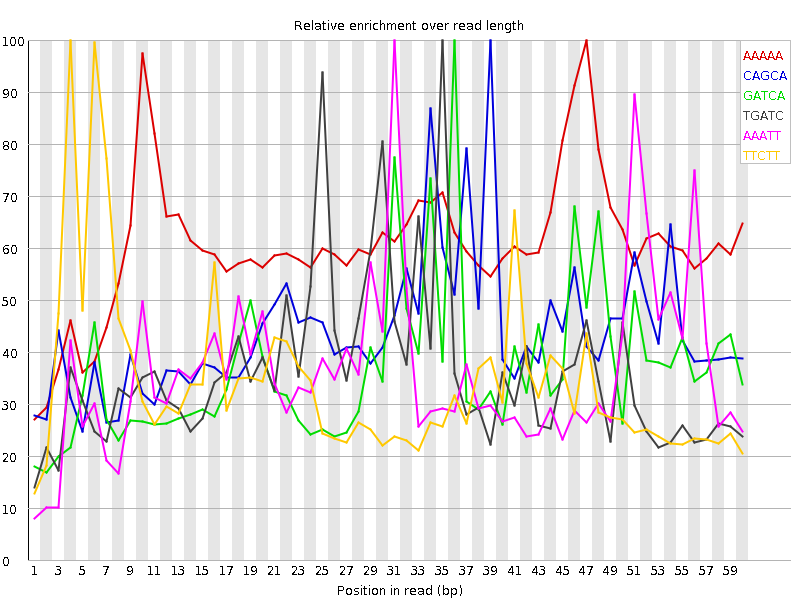 Relative enrichment over read length
100
90
80
70
60
50
40
30
20
10
0
AAAAA
CAGCA
GATCA
TGATC
AAATT
TTCTT
1 3 5 7 9 11 13 15 17 19 21 23 25 27 29 31 33 35 37 39 41 43 45 47 49 51 53 55 57 59
Position in read (bp)